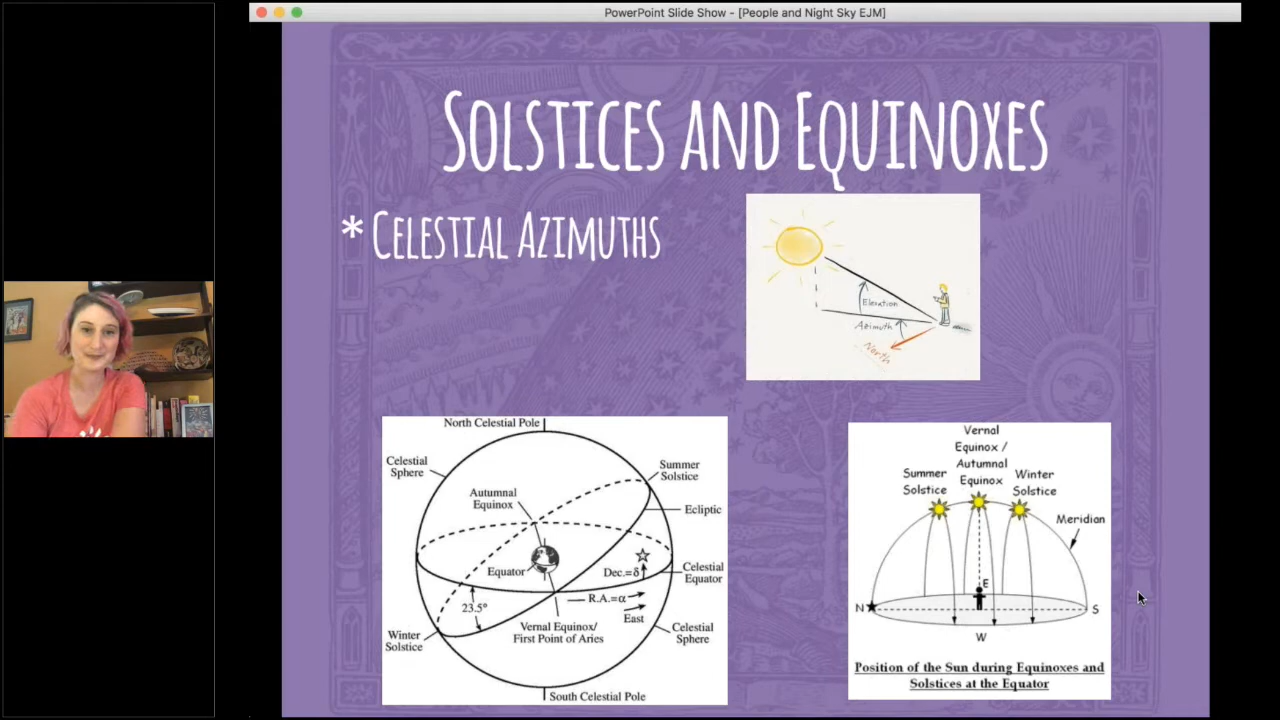 PowerPoint Slide Show - [People and Night Sky EJM]
Solstices and Equinoxes
* Celestial Azimuths
Elevation
Azimuth
North
North Celestial Pole
Celestial
Sphere
Summer
Solstice
Autumnal
Equinox
Ecliptic
Equator
Dec.=δ
Celestial
Equator
23.5°
R.A.=α
East
Winter
Solstice
Vernal Equinox/
First Point of Aries
Celestial
Sphere
South Celestial Pole
Vernal
Equinox /
Autumnal
Equinox
Summer
Solstice
Winter
Solstice
Meridian
E
N
S
W
Position of the Sun during Equinoxes and
Solstices at the Equator